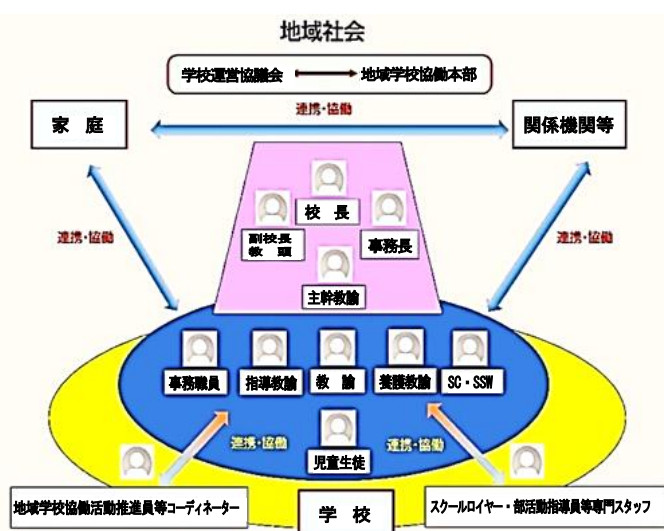 地域社会
学校運営協議会 地域学校協働本部
連携・協働
家 庭
関係機関等
校 長
副校長
教頭
事務長
連携・協働
連携・協働
主幹教諭
事務職員
指導教諭
教 諭
養護教諭
SC・SSW
連携・協働
連携・協働
児童生徒
地域学校協働活動推進員等コーディネーター
学 校
スクールロイヤー・部活動指導員等専門スタッフ